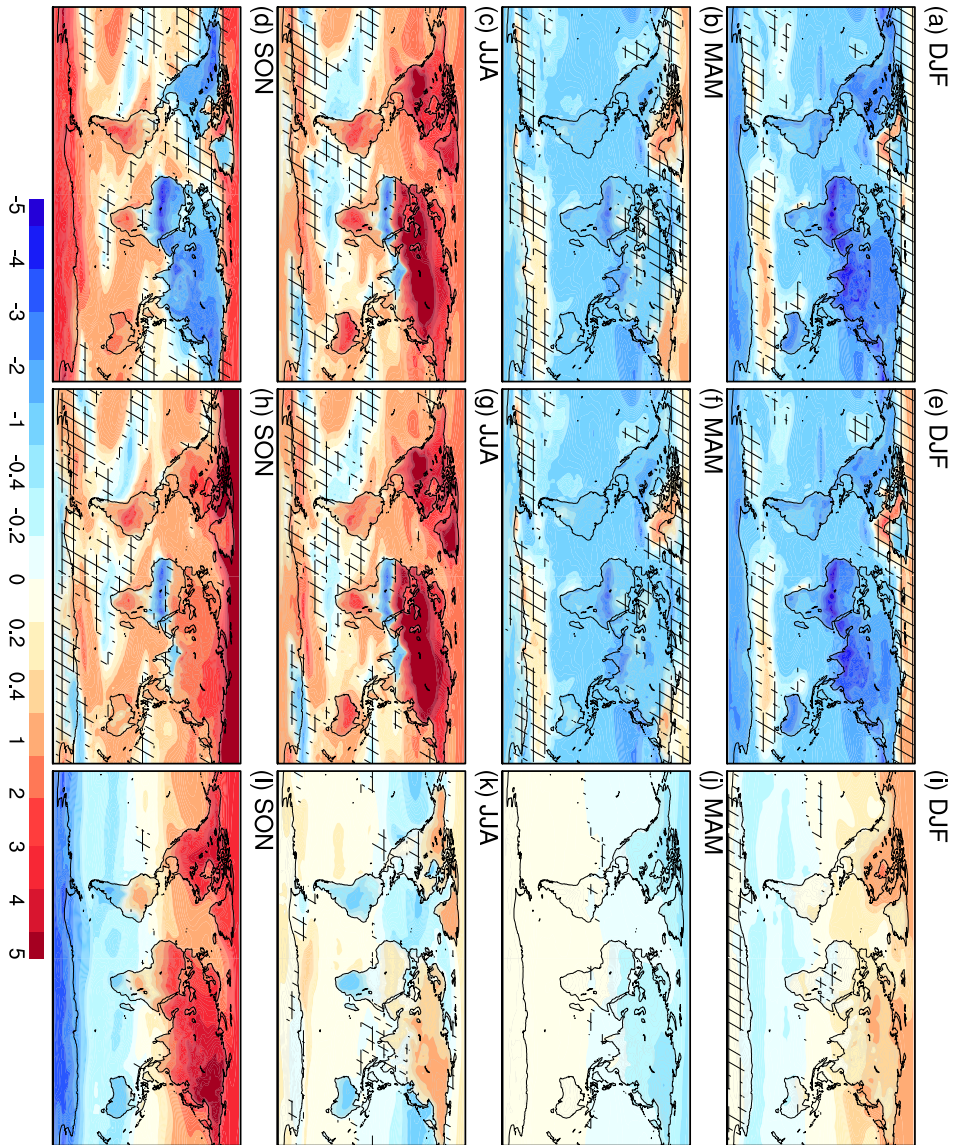 (a) DJF (e) DJF (i) DJF
(b) MAM (f) MAM (j) MAM
(c) JJA (g) JJA (k) JJA
(d) SON (h) SON (l) SON
-5 -4 -3 -2 -1 -0.4 -0.2 0 0.2 0.4 1 2 3 4 5